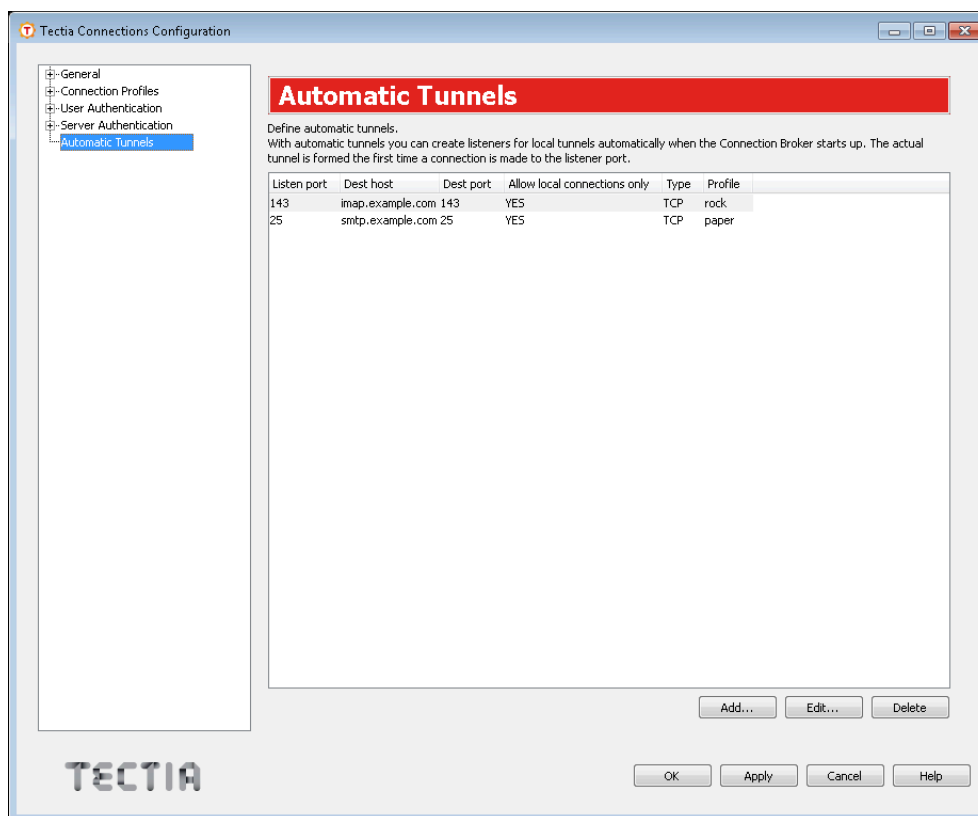 Tectia Connections Configuration
General
Connection Profiles
User Authentication
Server Authentication
Automatic Tunnels
Automatic Tunnels
Define automatic tunnels.
With automatic tunnels you can create listeners for local tunnels automatically when the Connection Broker starts up. The actual
tunnel is formed the first time a connection is made to the listener port.
Listen port Dest host Dest port Allow local connections only Type Profile
143 imap.example.com 143 YES TCP rock
25 smtp.example.com 25 YES TCP paper
Add... Edit... Delete
TECTIA
OK Apply Cancel Help